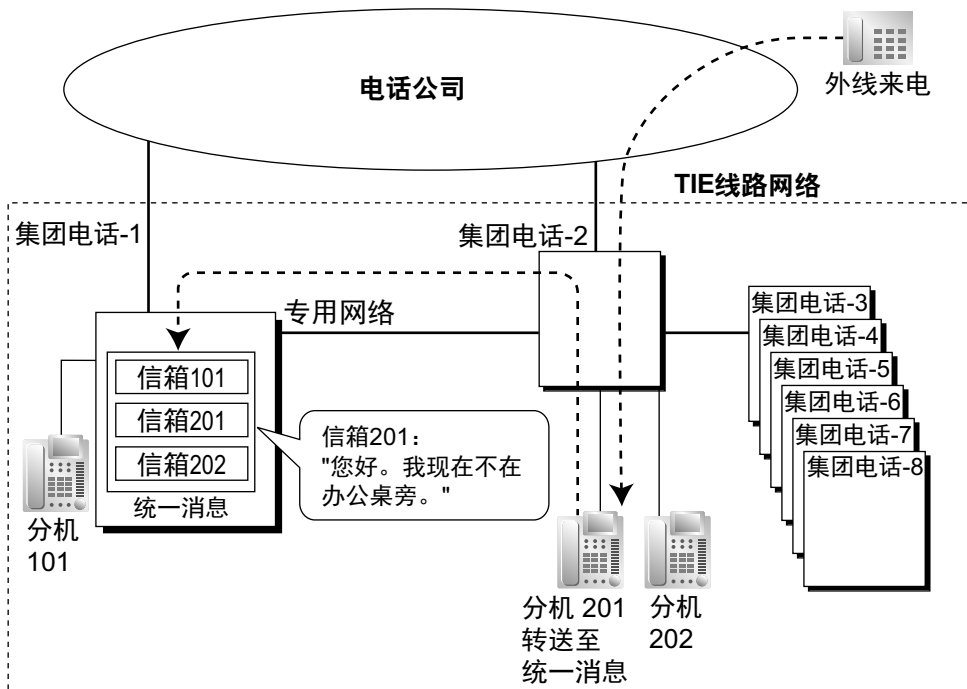 电话公司
外线来电
TIE线路网络
集团电话-1
集团电话-2
专用网络
集团电话-3
集团电话-4
集团电话-5
集团电话-6
集团电话-7
集团电话-8
信箱101
信箱201
信箱202
统一消息
信箱201：
"您好。我现在不在
办公桌旁。"
分机
101
分机 201
转送至
统一消息
分机
202